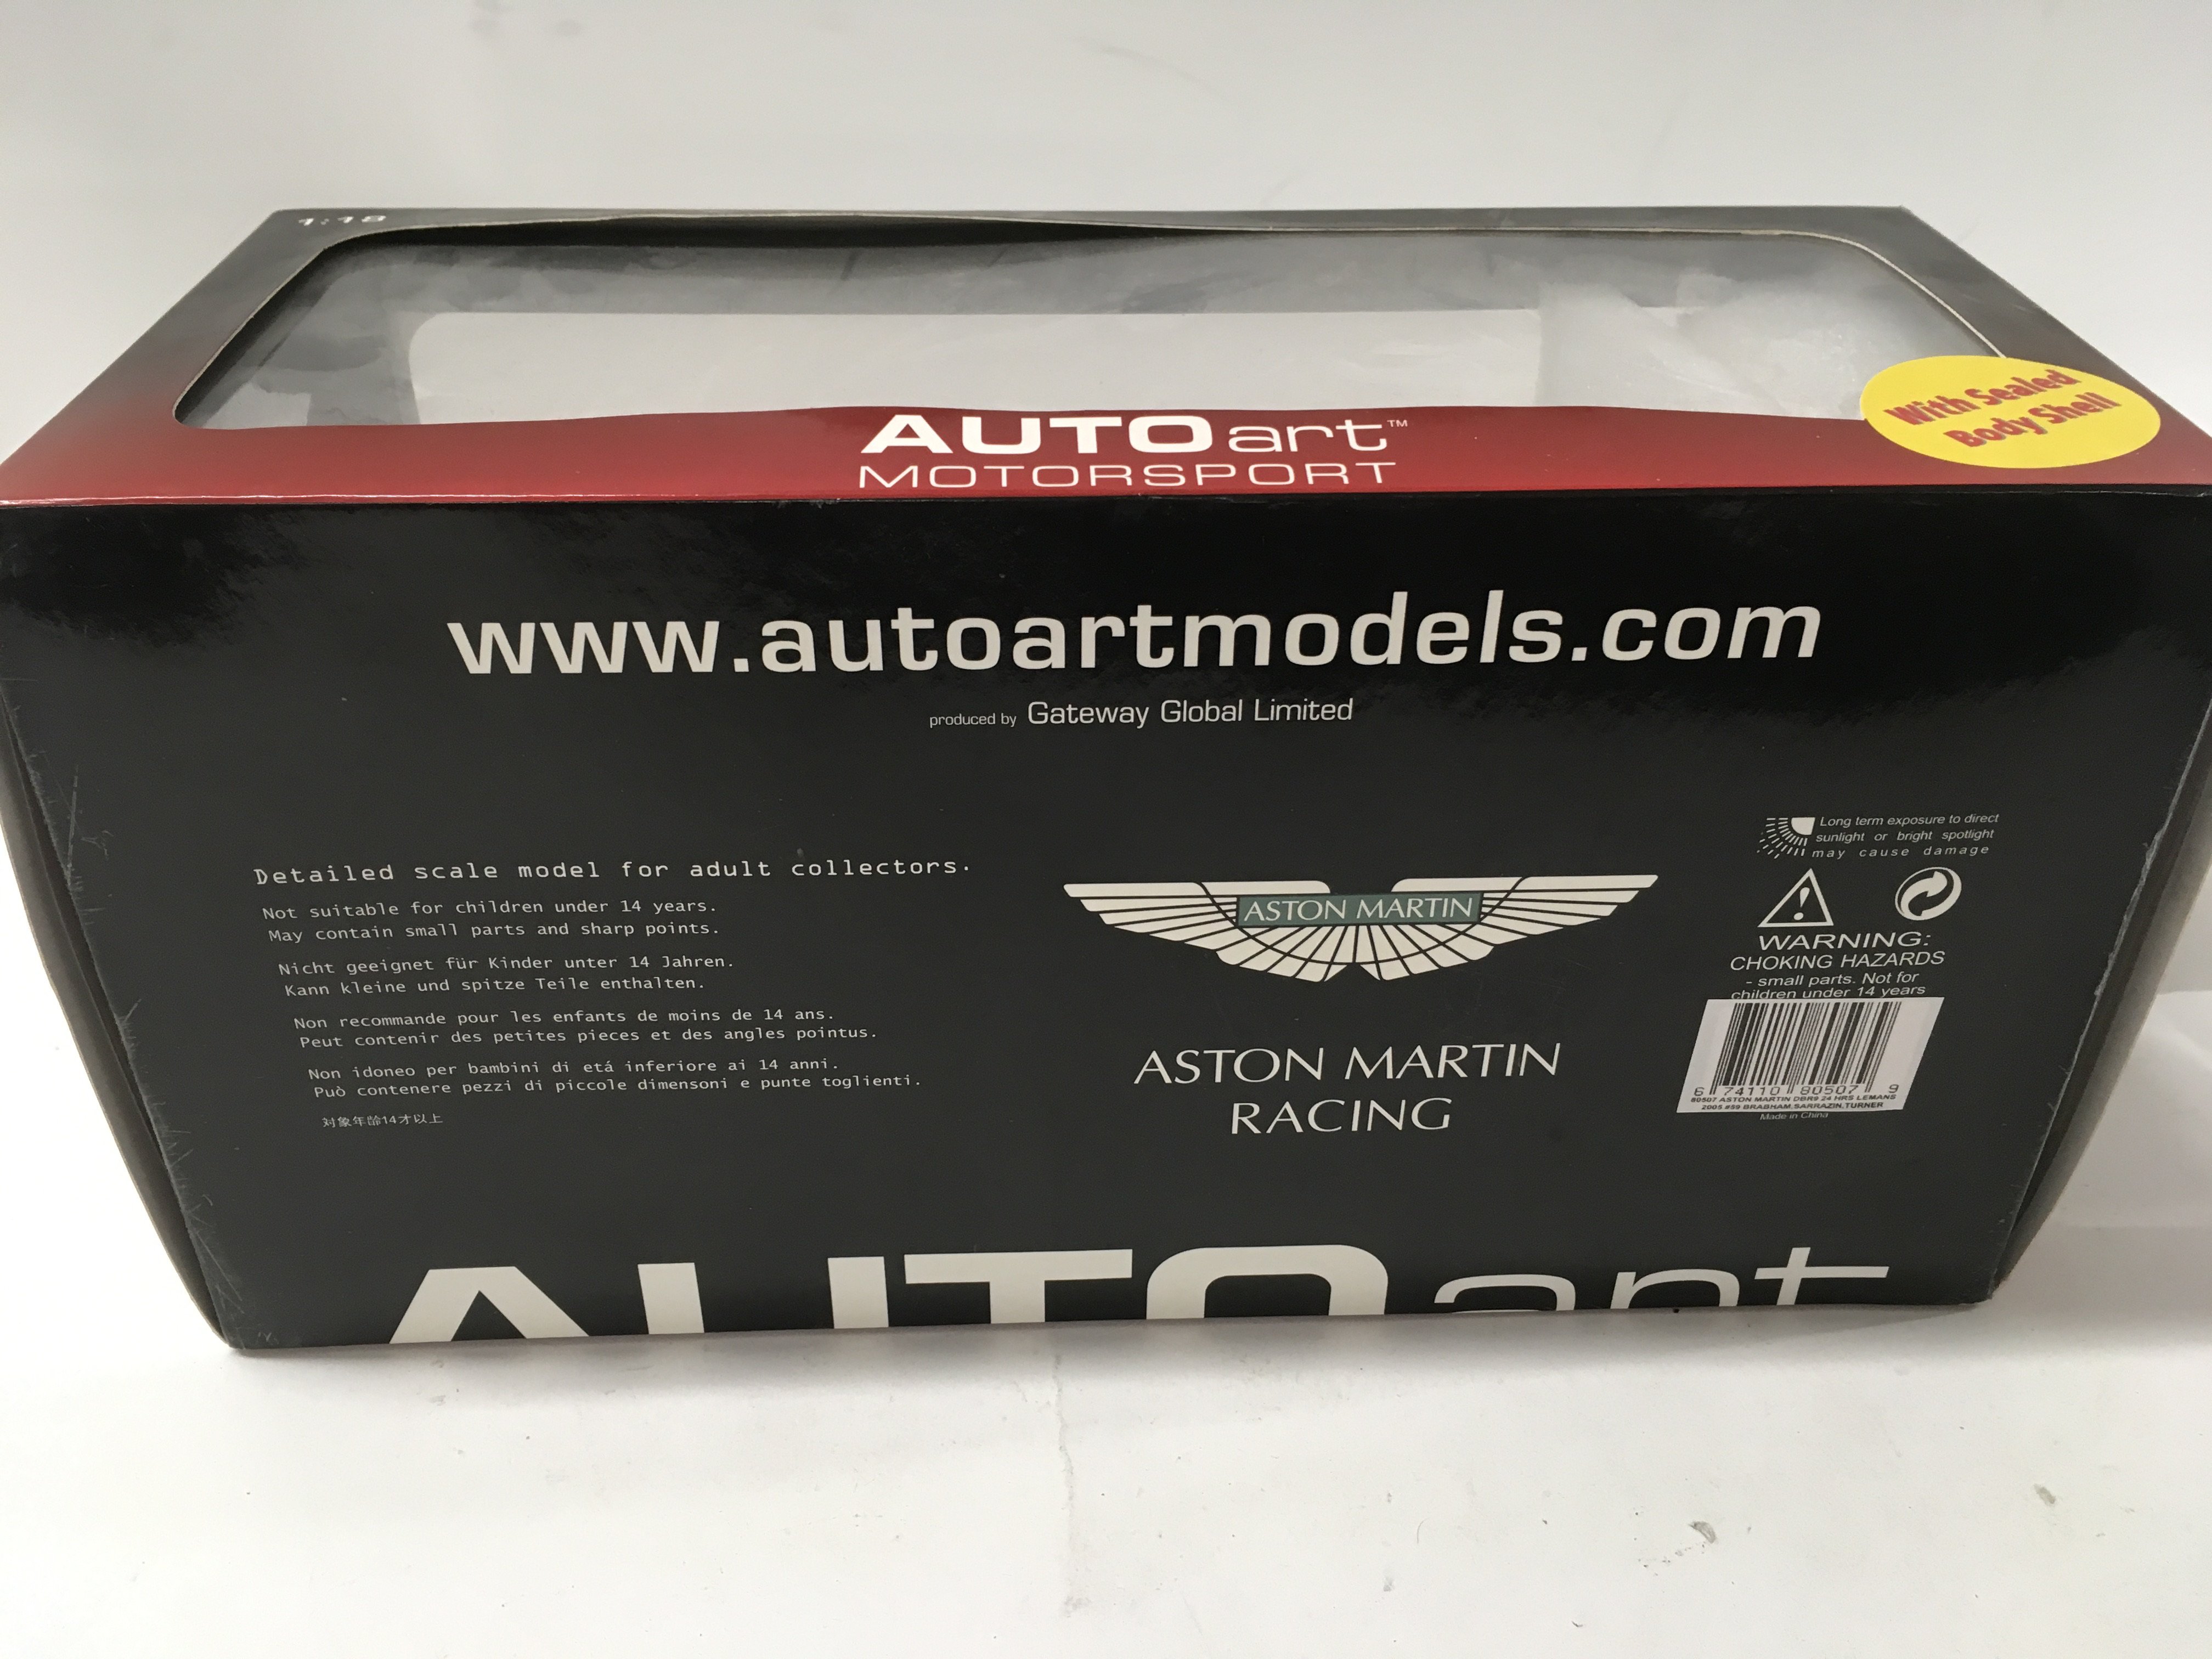 1:18
AUTOart™
MOTORSPORT
With Sealed
Body Shell
www.autoartmodels.com
produced by Gateway Global Limited
Detailed scale model for adult collectors.
Not suitable for children under 14 years.
May contain small parts and sharp points.
Nicht geeignet für Kinder unter 14 Jahren.
Kann kleine und spitze Teile enthalten.
Non recommande pour les enfants de moins de 14 ans.
Peut contenir des petites pieces et des angles pointus.
Non idoneo per bambini di etá inferiore ai 14 anni.
Può contenere pezzi di piccole dimensoni e punte toglienti.
対象年齢14才以上
ASTON MARTIN
ASTON MARTIN
RACING
Long term exposure to direct
sunlight or bright spotlight
may cause damage
WARNING:
CHOKING HAZARDS
- small parts. Not for
children under 14 years
6 74110 80507 9
80507 ASTON MARTIN DBR9 24 HRS LEMANS
2005 #59 BRABHAM,SARRAZIN,TURNER
Made in China
AUTOart